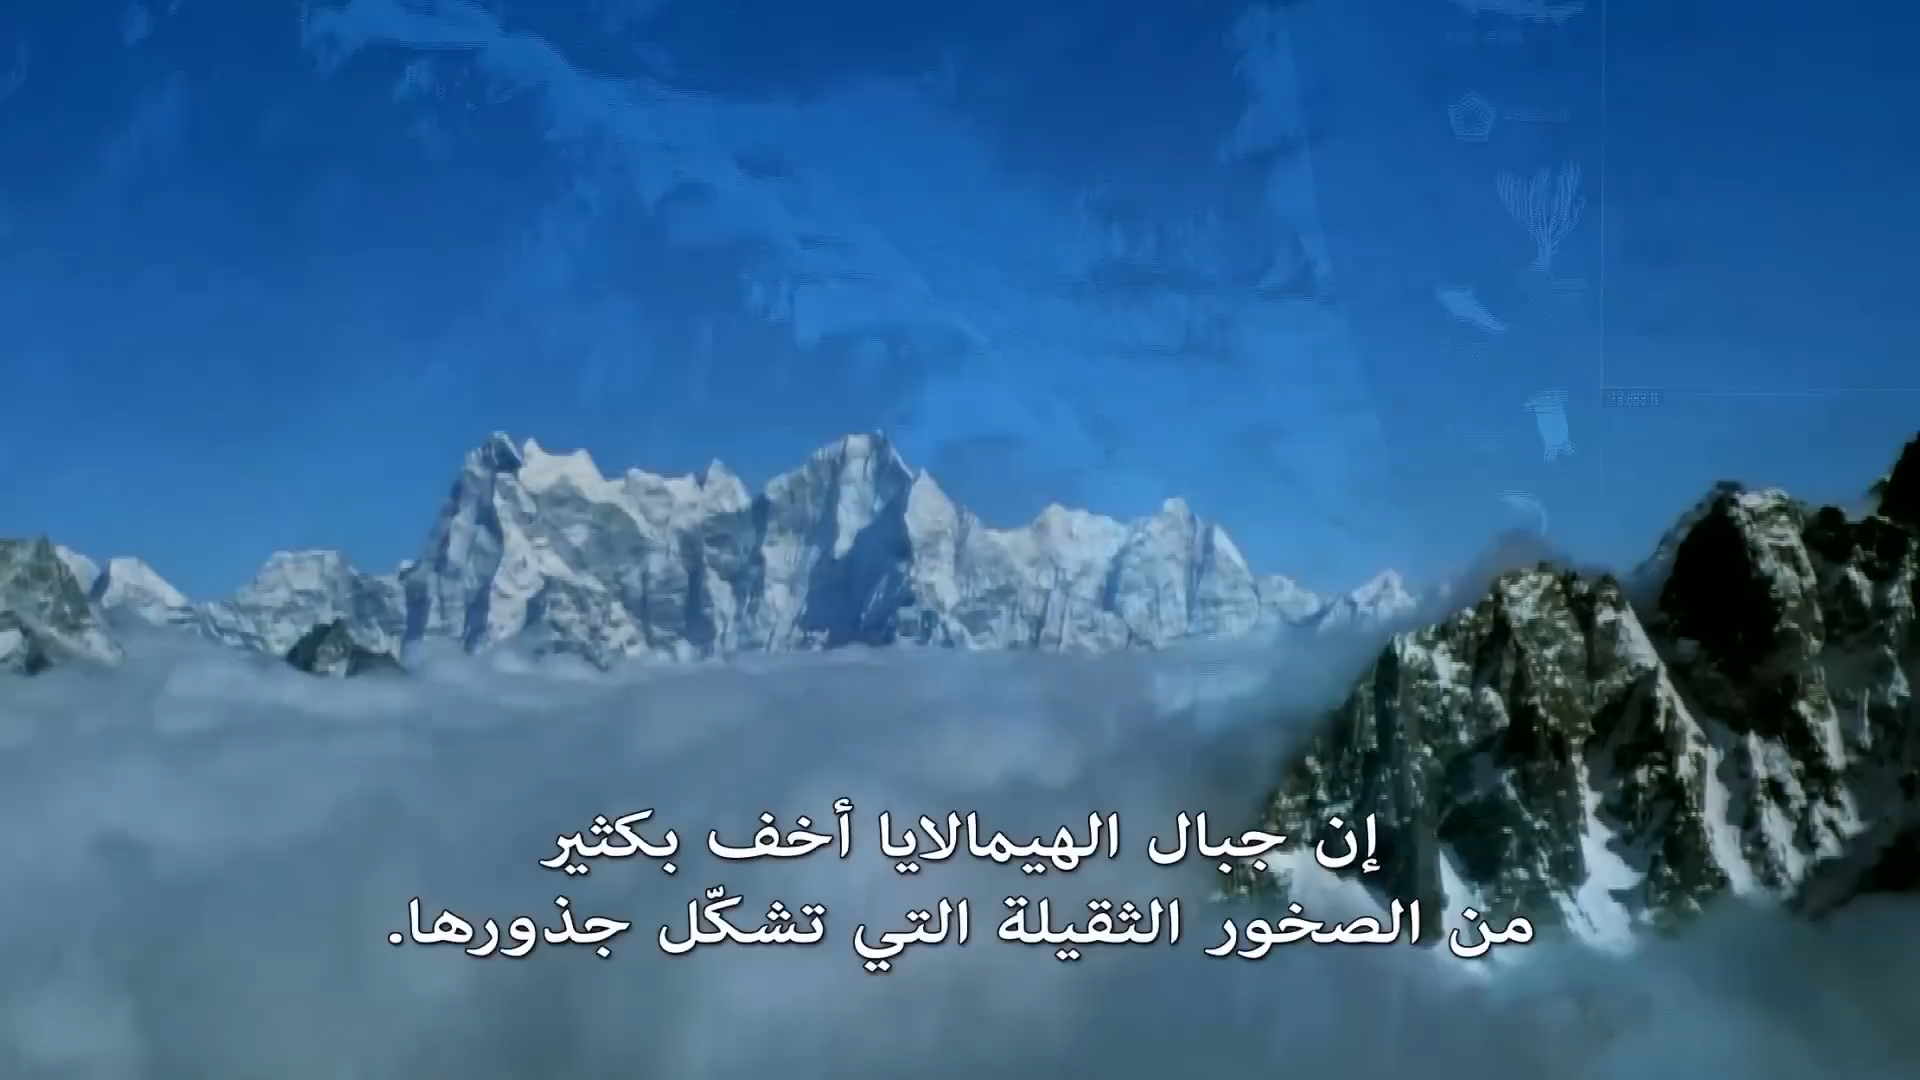 إن جبال الهيمالايا أخف بكثير
من الصخور الثقيلة التي تشكّل جذورها.